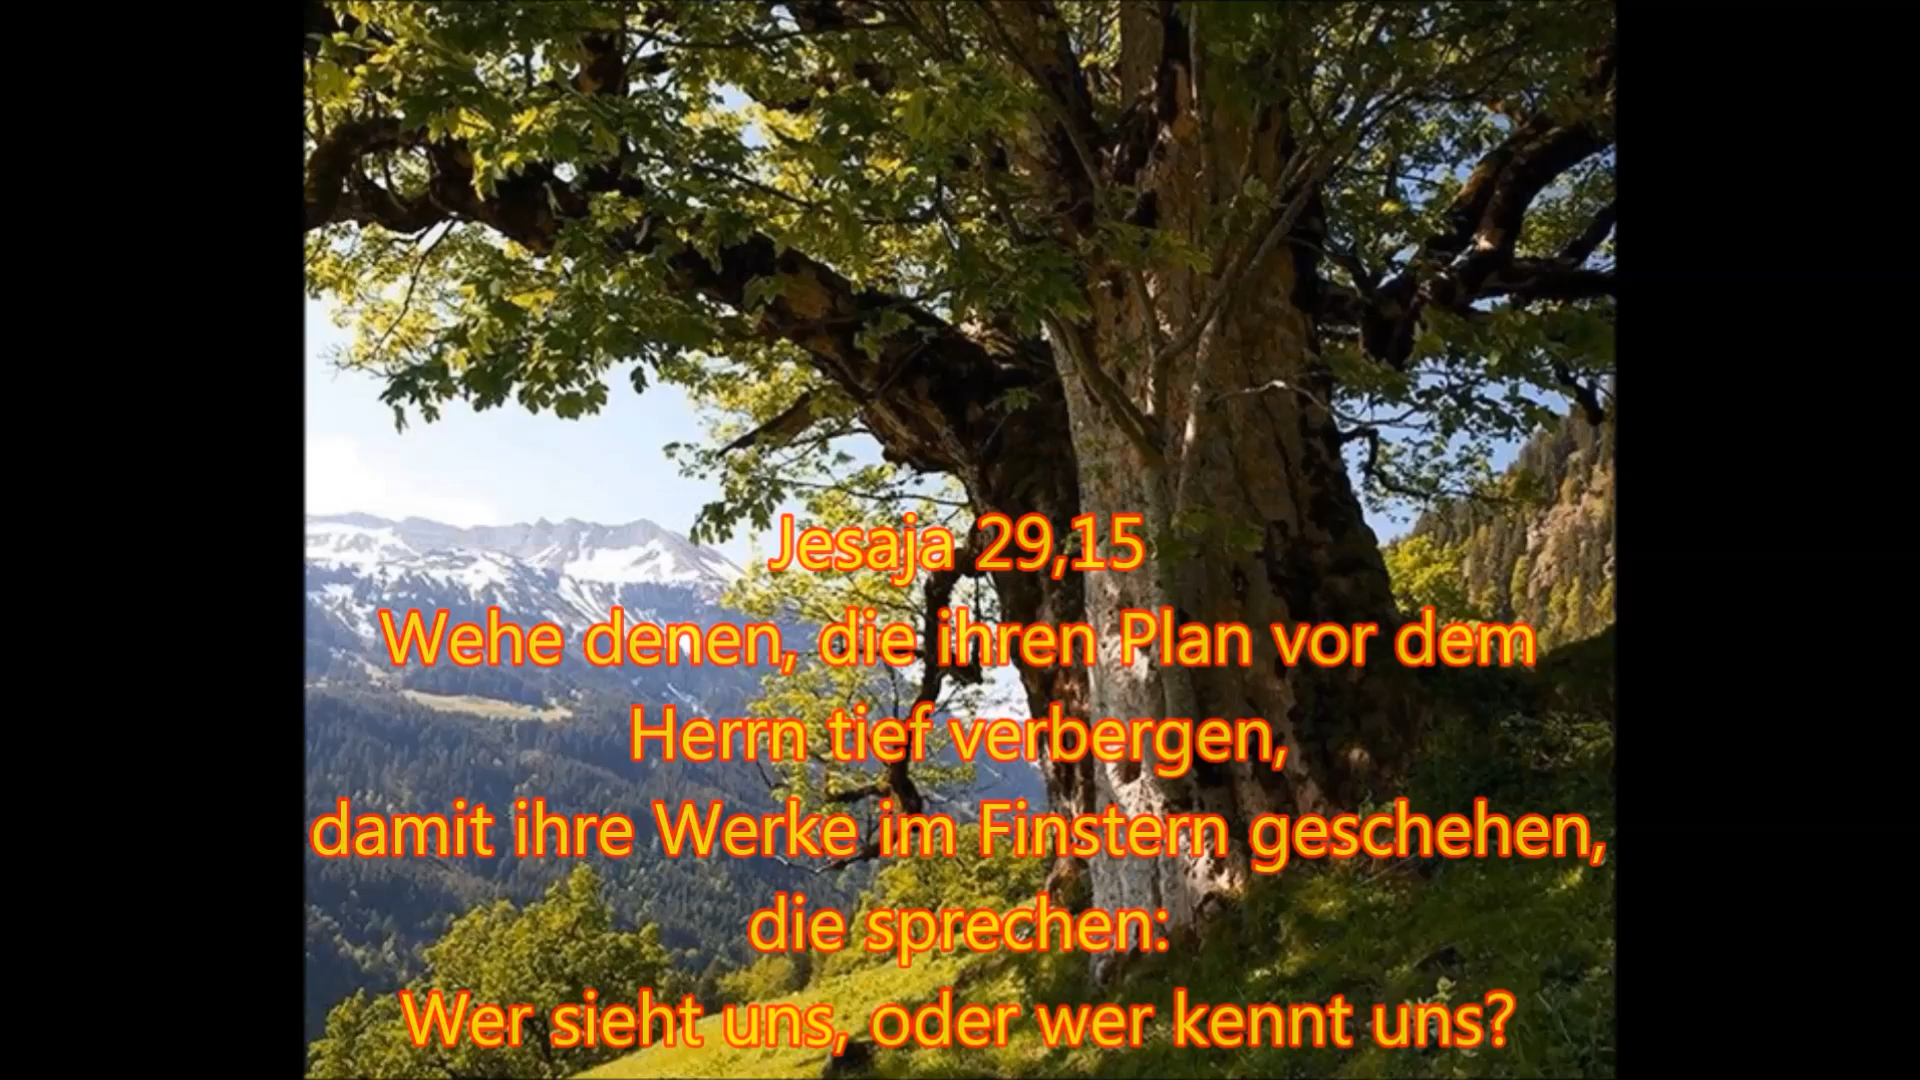 Jesaja 29,15
Wehe denen, die ihren Plan vor dem
Herrn tief verbergen,
damit ihre Werke im Finstern geschehen,
die sprechen:
Wer sieht uns, oder wer kennt uns?